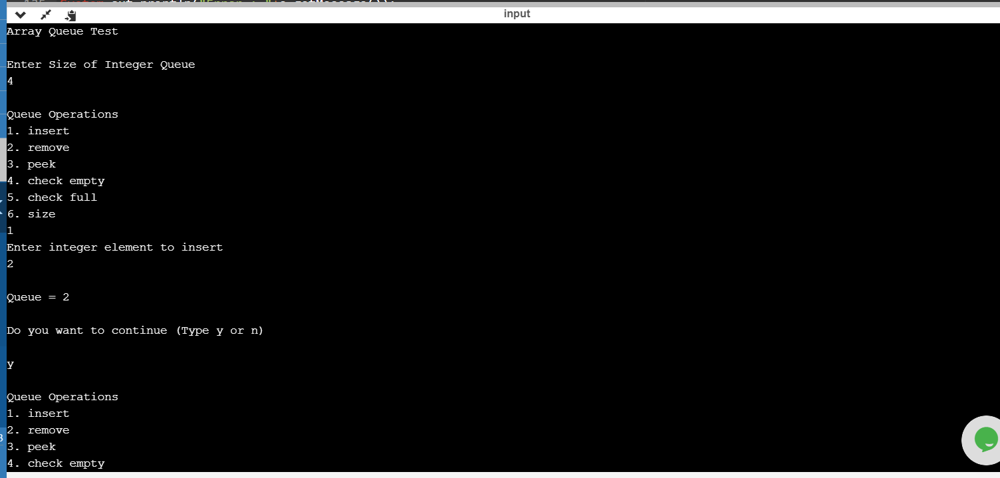 input
Array Queue Test
Enter Size of Integer Queue
4
Queue Operations
1. insert
2. remove
3. peek
4. check empty
5. check full
6. size
1
Enter integer element to insert
2
Queue = 2
Do you want to continue (Type y or n)
y
Queue Operations
1. insert
2. remove
3. peek
4. check empty